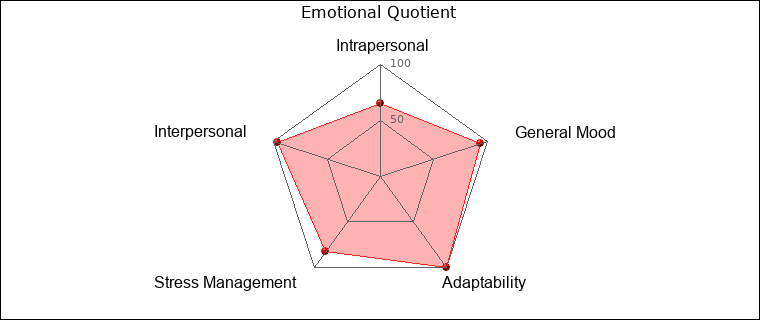 Emotional Quotient
Intrapersonal
100
50
Interpersonal
General Mood
Stress Management
Adaptability